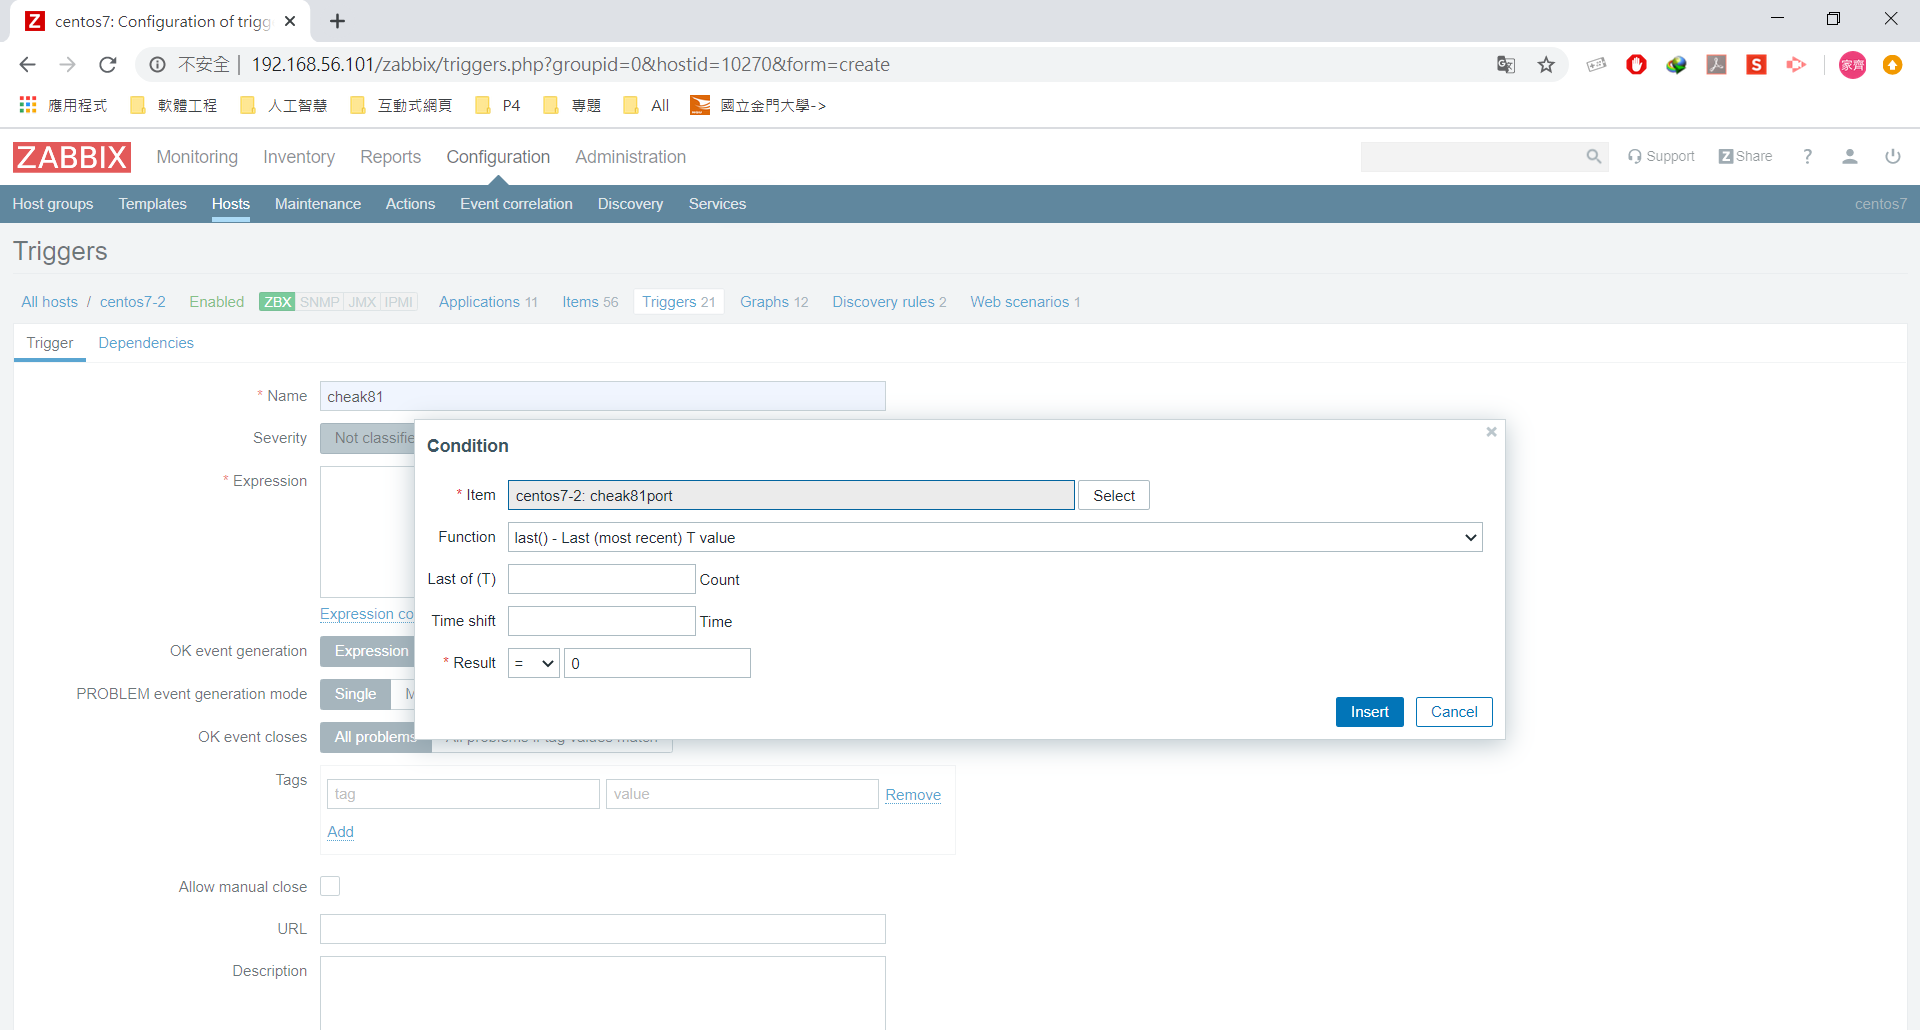 Z centos7: Configuration of trigg
不安全 | 192.168.56.101/zabbix/triggers.php?groupid=0&hostid=10270&form=create S 家齊
應用程式 軟體工程 人工智慧 互動式網頁 P4 專題 All 國立金門大學->
ZABBIX Monitoring Inventory Reports Configuration Administration Support Z Share ?
Host groups Templates Hosts Maintenance Actions Event correlation Discovery Services centos7
Triggers
All hosts / centos7-2 Enabled ZBX SNMP JMX IPMI Applications 11 Items 56 Triggers 21 Graphs 12 Discovery rules 2 Web scenarios 1
Trigger Dependencies
* Name cheak81
Severity Not classifie
* Expression
Expression co
OK event generation Expression
PROBLEM event generation mode Single M
OK event closes All problems All problems if tag values match
Tags tag value Remove
Add
Allow manual close
URL
Description
Condition
* Item centos7-2: cheak81port Select
Function last() - Last (most recent) T value
Last of (T) Count
Time shift Time
* Result = 0
Insert Cancel